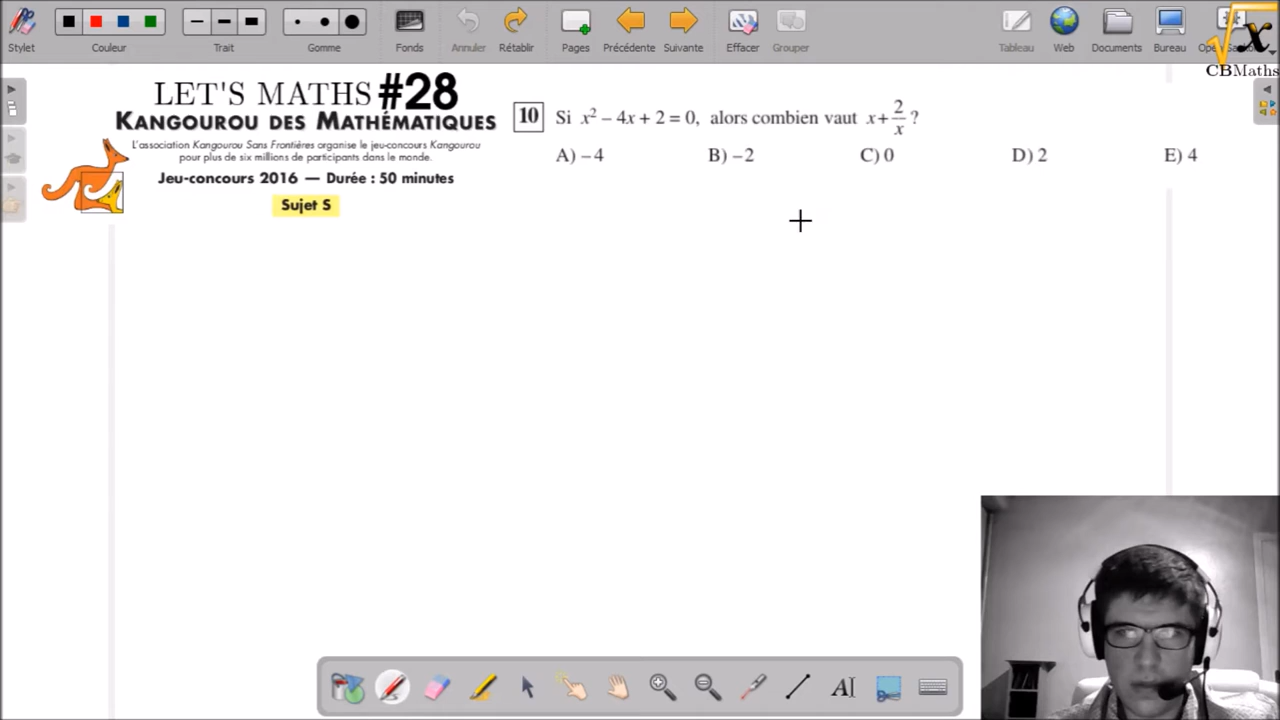 Stylet Couleur Trait Gomme Fonds Annuler Rétablir Pages Précédente Suivante Effacer Grouper Tableau Web Documents Bureau
CBMaths
LET'S MATHS #28
KANGOUROU DES MATHÉMATIQUES
L'association Kangourou Sans Frontières organise le jeu-concours Kangourou
pour plus de six millions de participants dans le monde.
Jeu-concours 2016 — Durée : 50 minutes
Sujet S
10 Si x² – 4x + 2 = 0, alors combien vaut x + 2/x ?
A) – 4 B) – 2 C) 0 D) 2 E) 4
AI